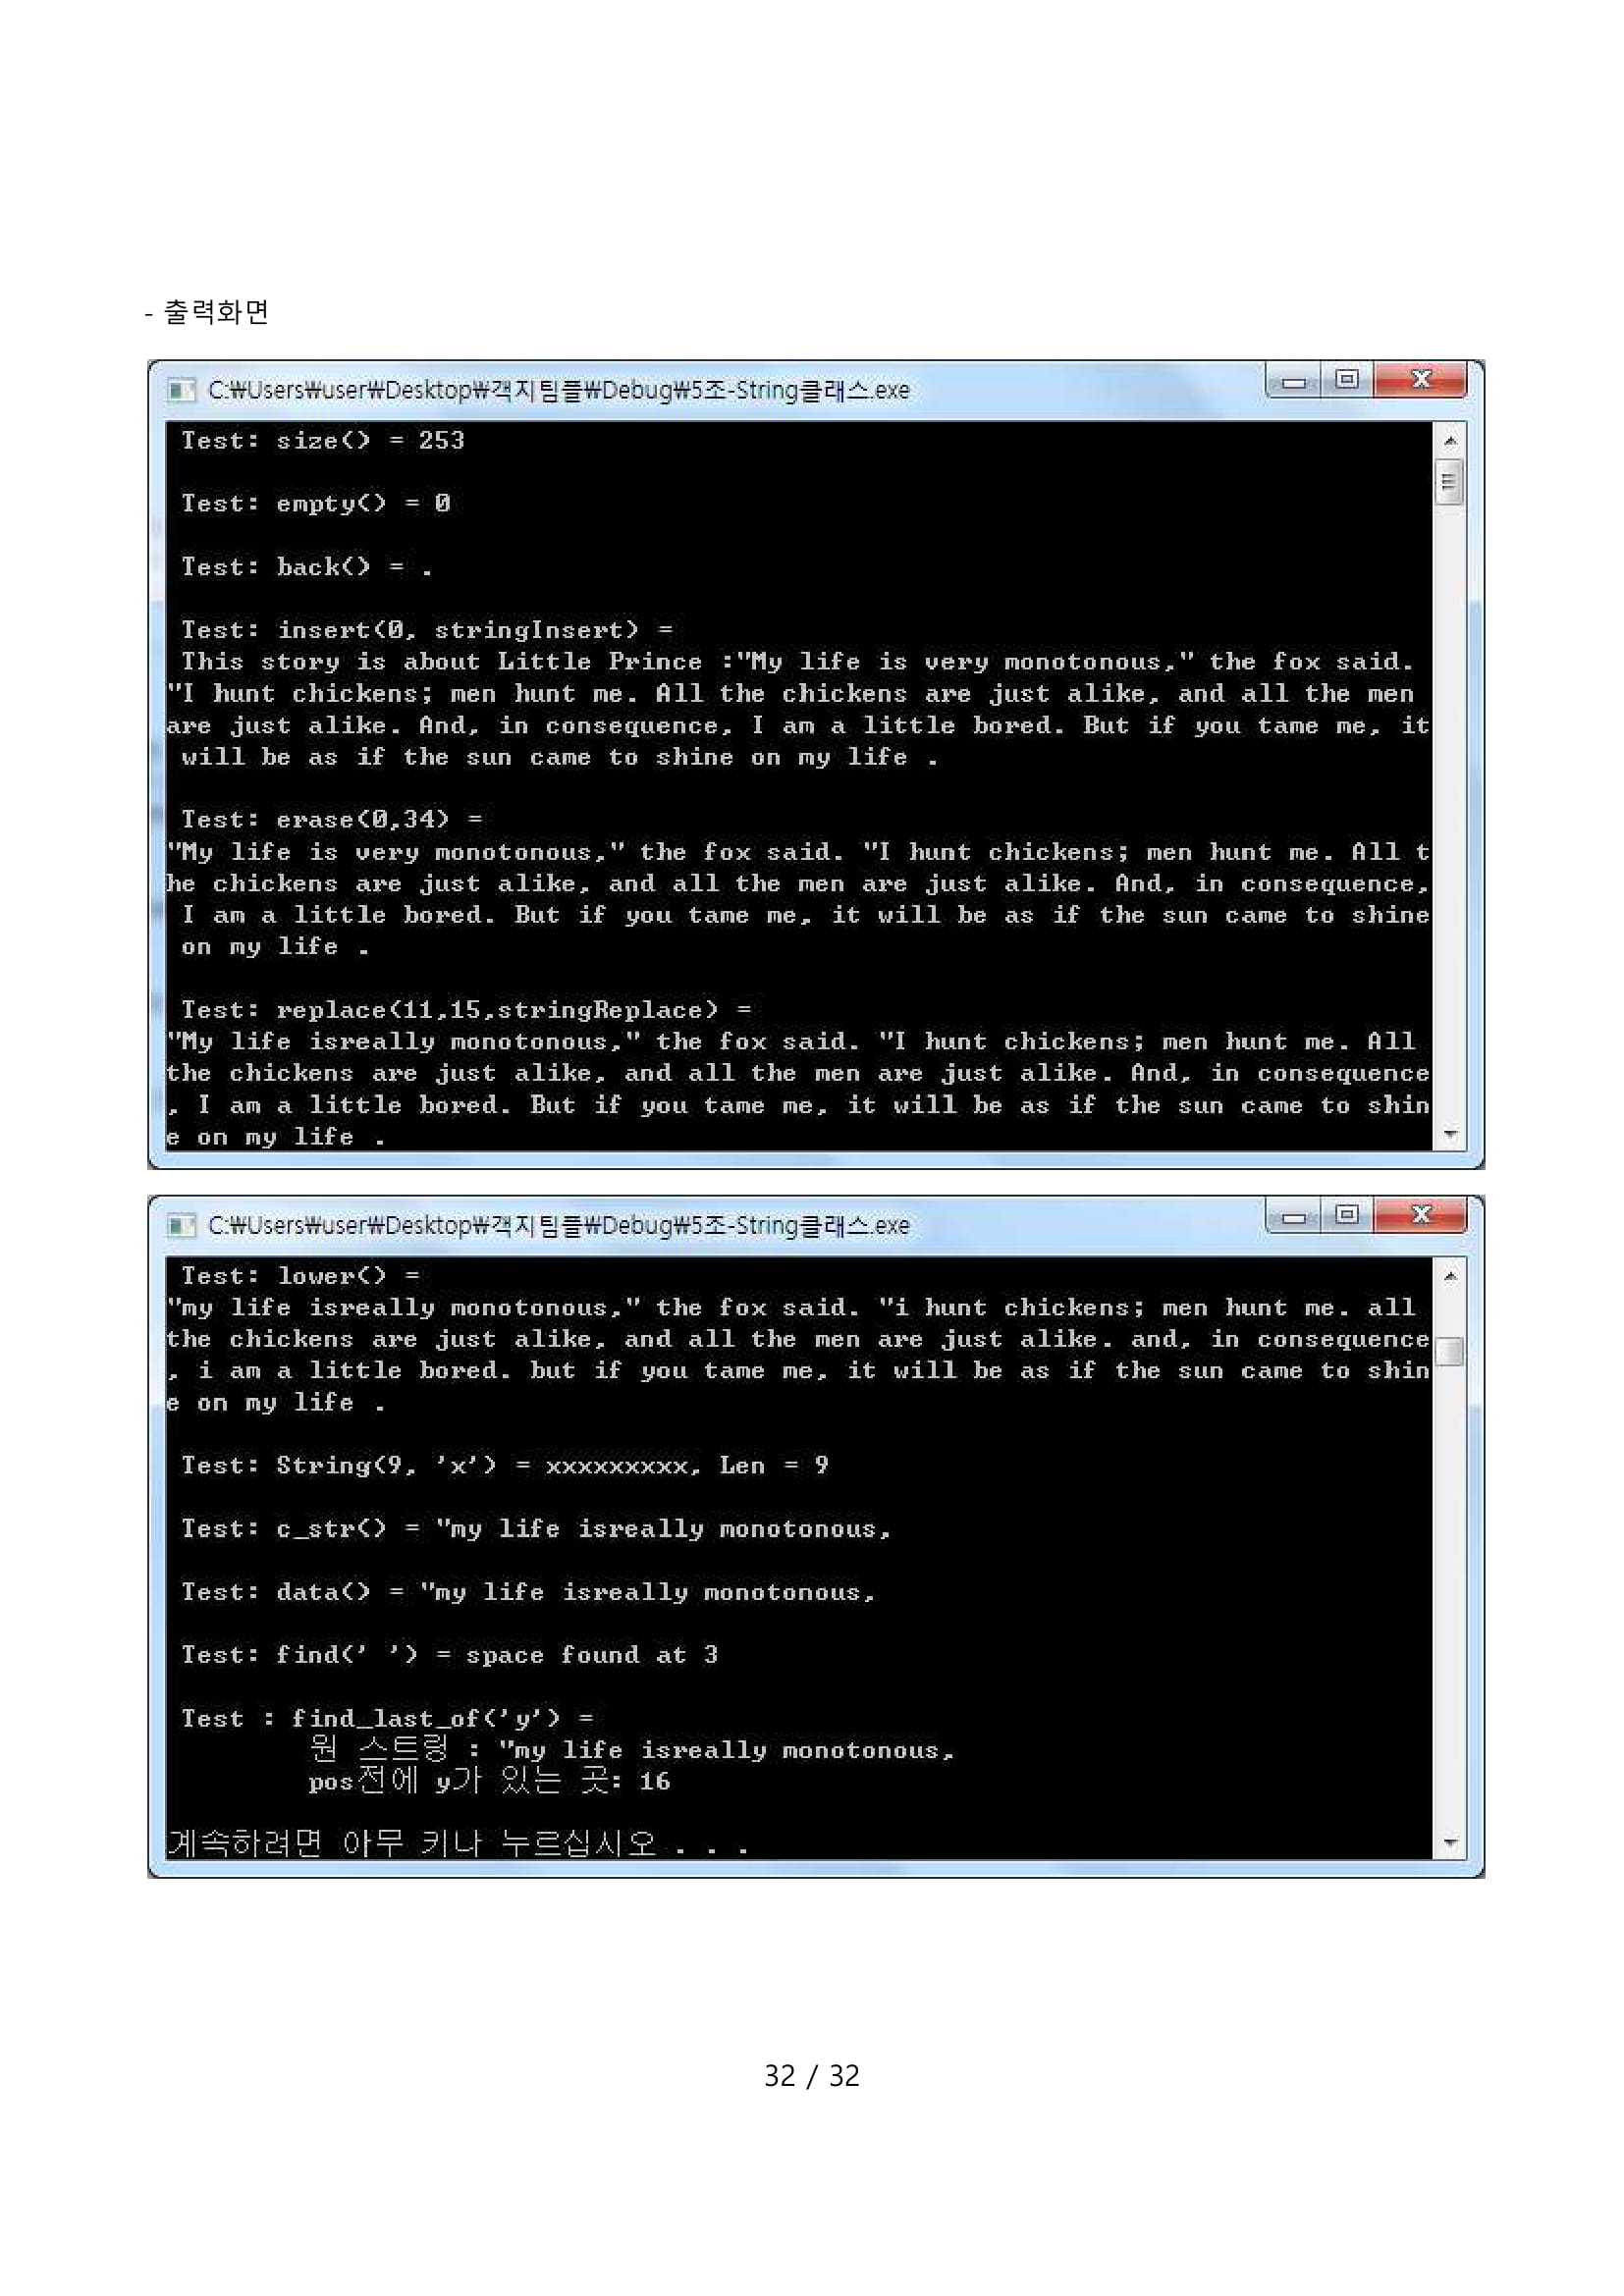 - 출력화면
C:₩Users₩user₩Desktop₩객지팀플₩Debug₩5조-String클래스.exe
Test: size() = 253
Test: empty() = 0
Test: back() = .
Test: insert(0, stringInsert) =
This story is about Little Prince :"My life is very monotonous," the fox said.
"I hunt chickens; men hunt me. All the chickens are just alike, and all the men
are just alike. And, in consequence, I am a little bored. But if you tame me, it
will be as if the sun came to shine on my life .
Test: erase(0,34) =
"My life is very monotonous," the fox said. "I hunt chickens; men hunt me. All t
he chickens are just alike, and all the men are just alike. And, in consequence,
I am a little bored. But if you tame me, it will be as if the sun came to shine
on my life .
Test: replace(11,15,stringReplace) =
"My life isreally monotonous," the fox said. "I hunt chickens; men hunt me. All
the chickens are just alike, and all the men are just alike. And, in consequence
, I am a little bored. But if you tame me, it will be as if the sun came to shin
e on my life .
C:₩Users₩user₩Desktop₩객지팀플₩Debug₩5조-String클래스.exe
Test: lower() =
"my life isreally monotonous," the fox said. "i hunt chickens; men hunt me. all
the chickens are just alike, and all the men are just alike. and, in consequence
, i am a little bored. but if you tame me, it will be as if the sun came to shin
e on my life .
Test: String(9, 'x') = xxxxxxxxx, Len = 9
Test: c_str() = "my life isreally monotonous,
Test: data() = "my life isreally monotonous,
Test: find(' ') = space found at 3
Test : find_last_of('y') =
원 스트링 : "my life isreally monotonous,
pos전에 y가 있는 곳: 16
계속하려면 아무 키나 누르십시오 . . .
32 / 32